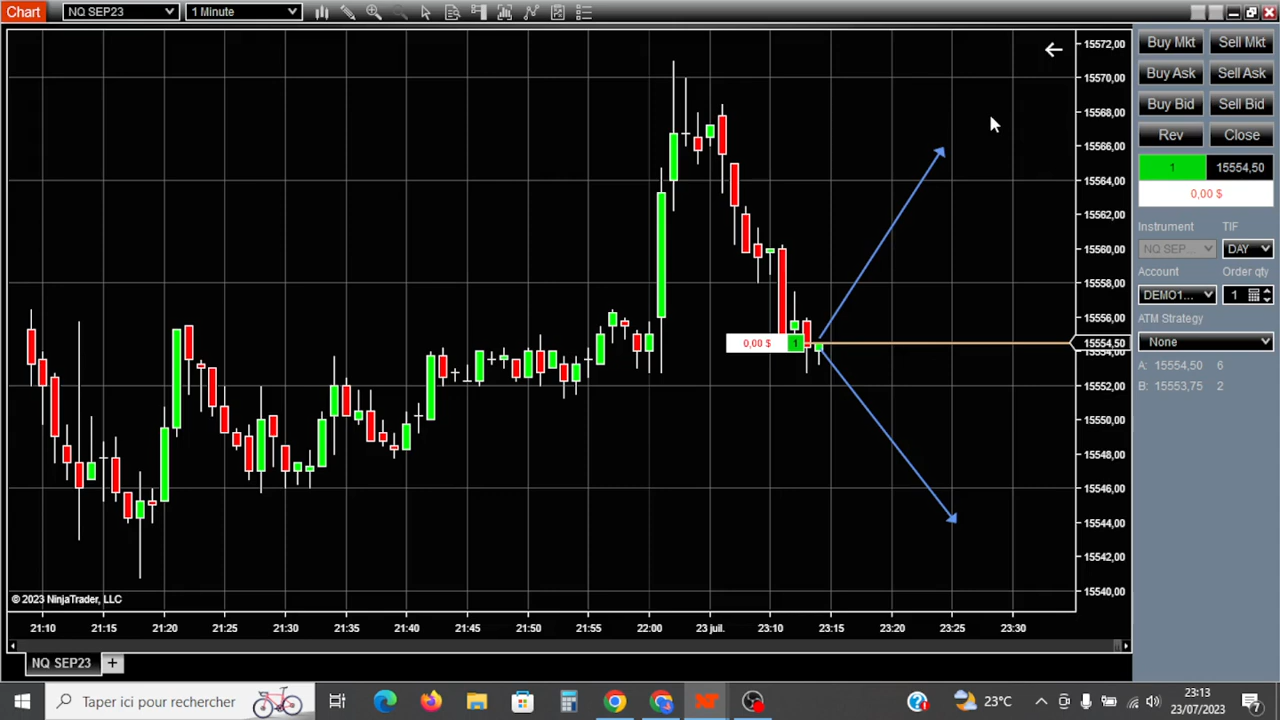 Chart NQ SEP23 1 Minute
Buy Mkt Sell Mkt
Buy Ask Sell Ask
Buy Bid Sell Bid
Rev Close
1 15554,50
0,00 $
Instrument TIF
NQ SEP... DAY
Account Order qty
DEMO1... 1
ATM Strategy
None
A: 15554,50 6
B: 15553,75 2
15572,00
15570,00
15568,00
15566,00
15564,00
15562,00
15560,00
15558,00
15556,00
0,00 $ 1
15554,50
15554,00
15552,00
15550,00
15548,00
15546,00
15544,00
15542,00
15540,00
© 2023 NinjaTrader, LLC
21:10 21:15 21:20 21:25 21:30 21:35 21:40 21:45 21:50 21:55 22:00 23 juil. 23:10 23:15 23:20 23:25 23:30
NQ SEP23 +
Taper ici pour rechercher
23°C
23:13
23/07/2023
7